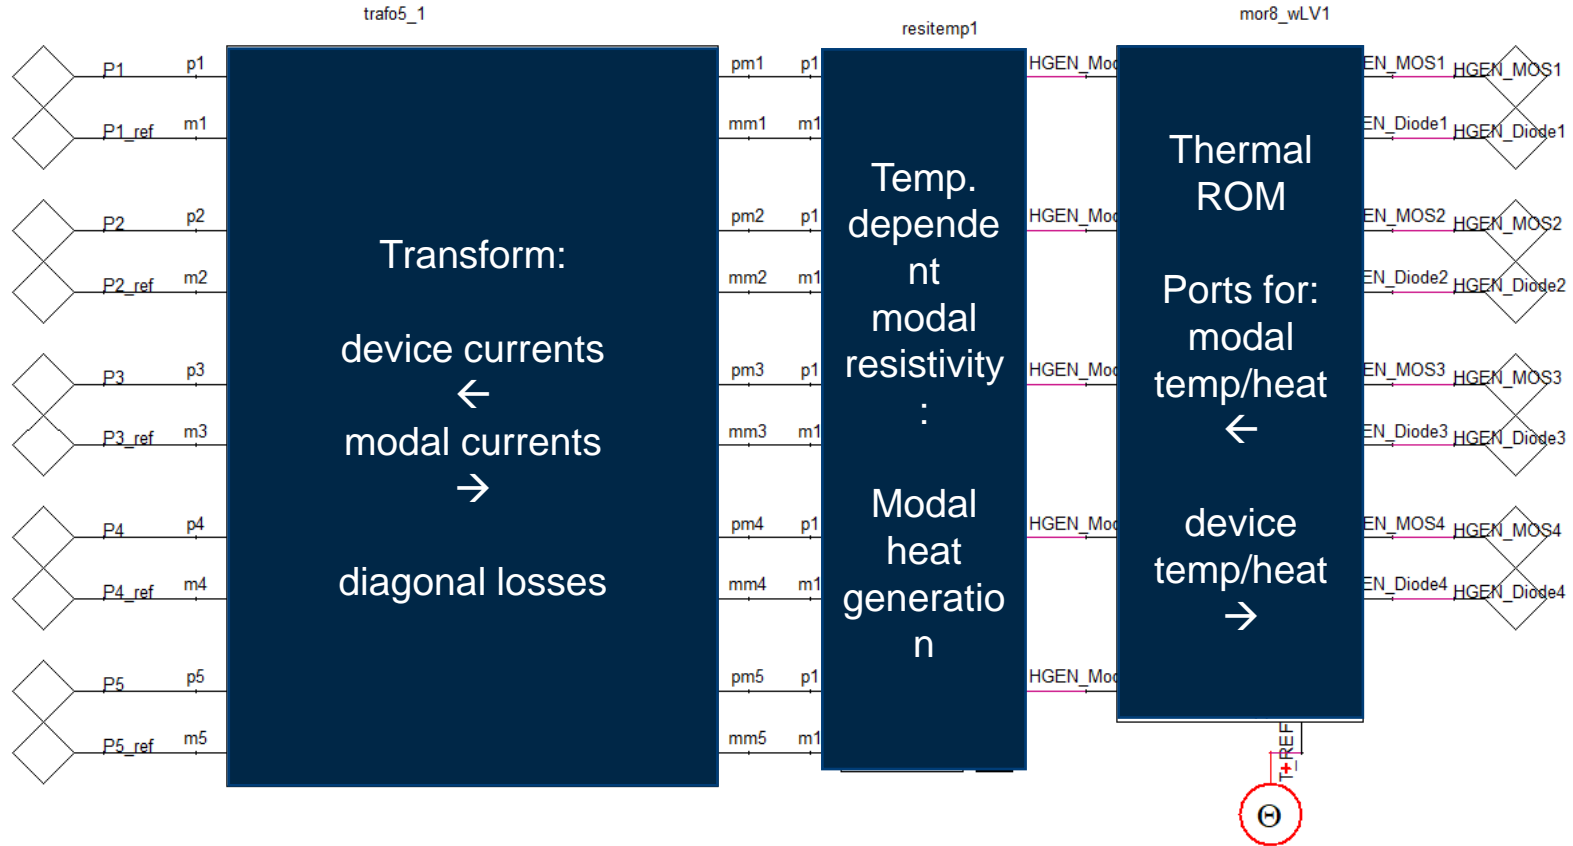 trafo5_1
resitemp1
mor8_wLV1
P1 p1 pm1 p1 HGEN_Mod EN_MOS1 HGEN_MOS1
P1_ref m1 mm1 m1 EN_Diode1 HGEN_Diode1
P2 p2 pm2 p1 HGEN_Mod EN_MOS2 HGEN_MOS2
P2_ref m2 mm2 m1 EN_Diode2 HGEN_Diode2
P3 p3 pm3 p1 HGEN_Mod EN_MOS3 HGEN_MOS3
P3_ref m3 mm3 m1 EN_Diode3 HGEN_Diode3
P4 p4 pm4 p1 HGEN_Mod EN_MOS4 HGEN_MOS4
P4_ref m4 mm4 m1 EN_Diode4 HGEN_Diode4
P5 p5 pm5 p1 HGEN_Mod
P5_ref m5 mm5 m1
Transform:
device currents
←
modal currents
→
diagonal losses
Temp.
depende
nt
modal
resistivity
:
Modal
heat
generatio
n
Thermal
ROM
Ports for:
modal
temp/heat
←
device
temp/heat
→
T_REF
+
Θ